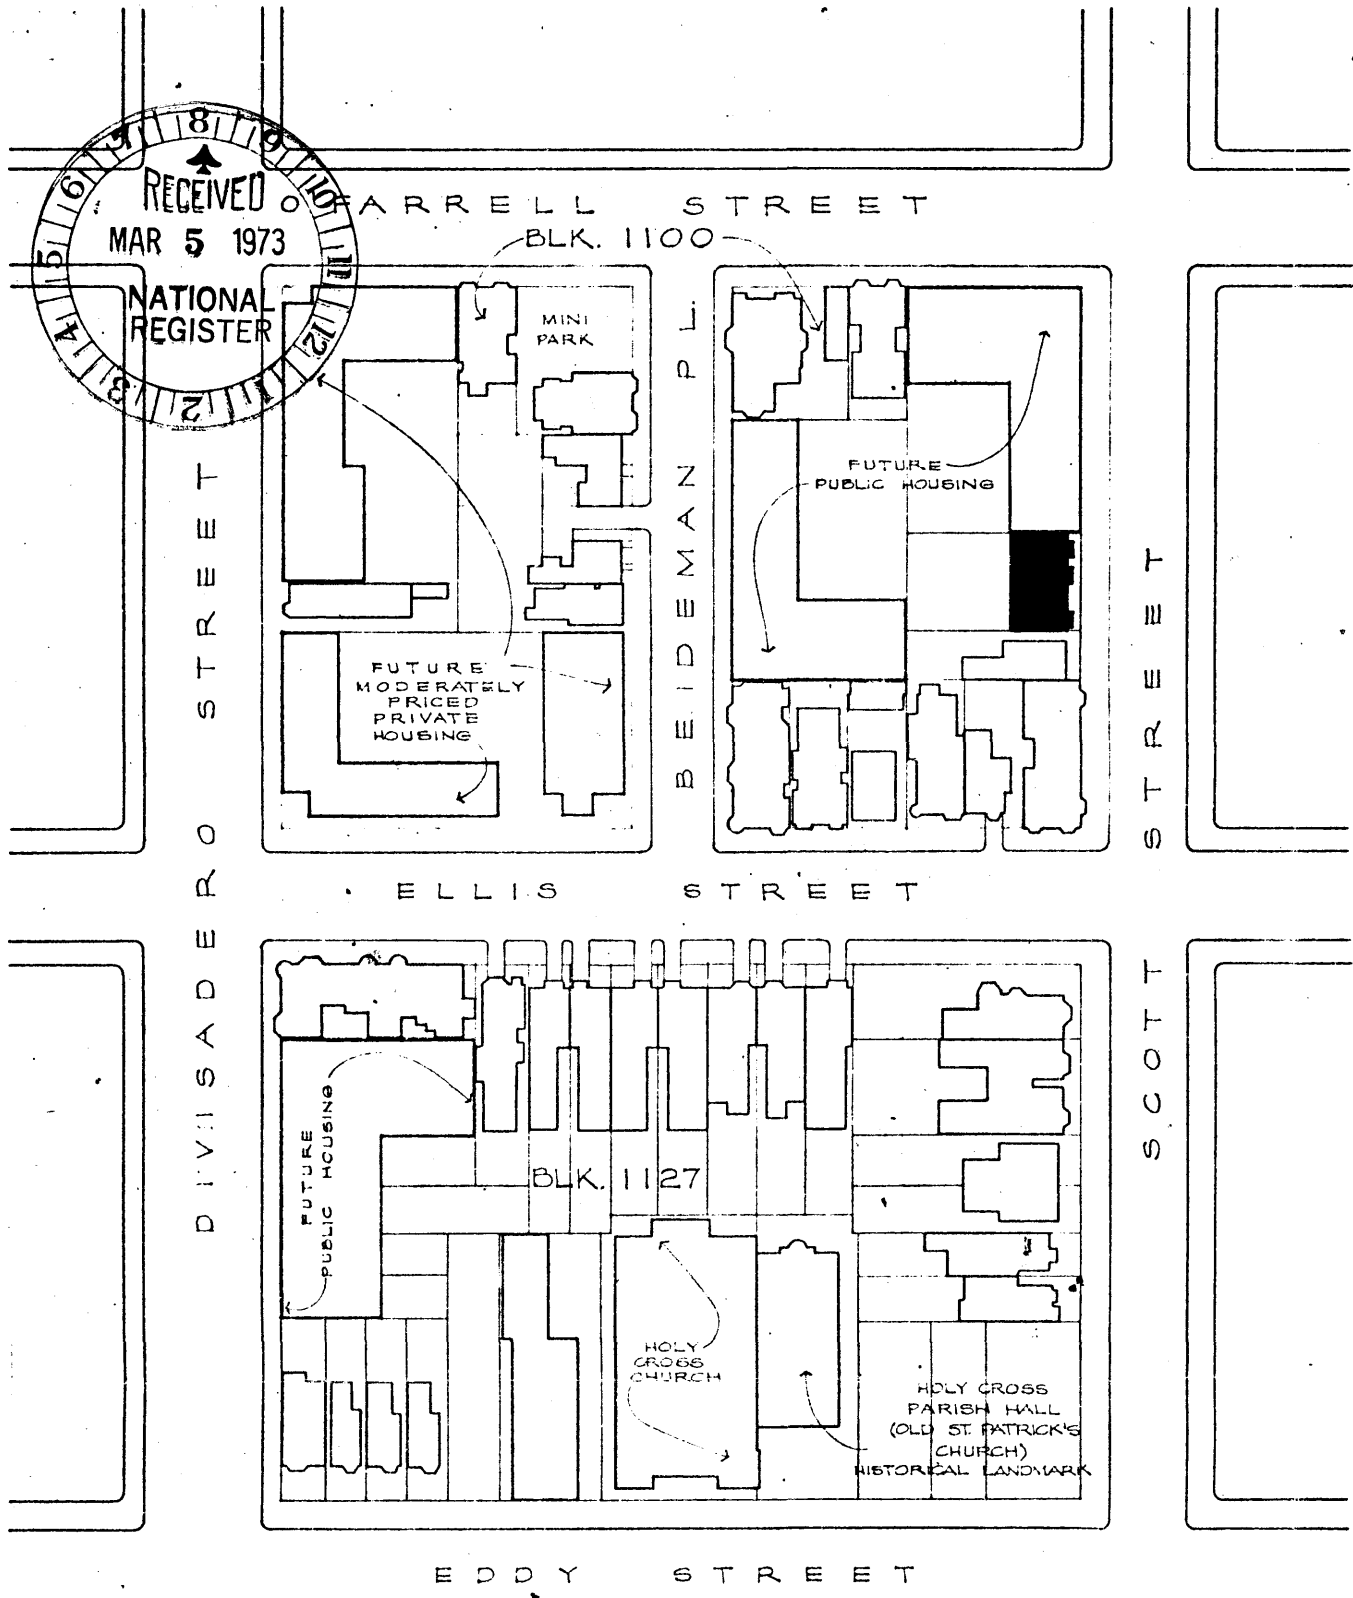 8
7
9
6
10
5
11
4
12
3
2
1
RECEIVED
MAR 5 1973
NATIONAL
REGISTER
O FARRELL STREET
BLK. 1100
MINI
PARK
BEIDEMAN PL.
FUTURE
PUBLIC HOUSING
FUTURE
MODERATELY
PRICED
PRIVATE
HOUSING
DIVISADERO STREET
SCOTT STREET
ELLIS STREET
FUTURE
PUBLIC HOUSING
BLK. 1127
HOLY
CROSS
CHURCH
HOLY CROSS
PARISH HALL
(OLD ST. PATRICK'S
CHURCH)
HISTORICAL LANDMARK
EDDY STREET